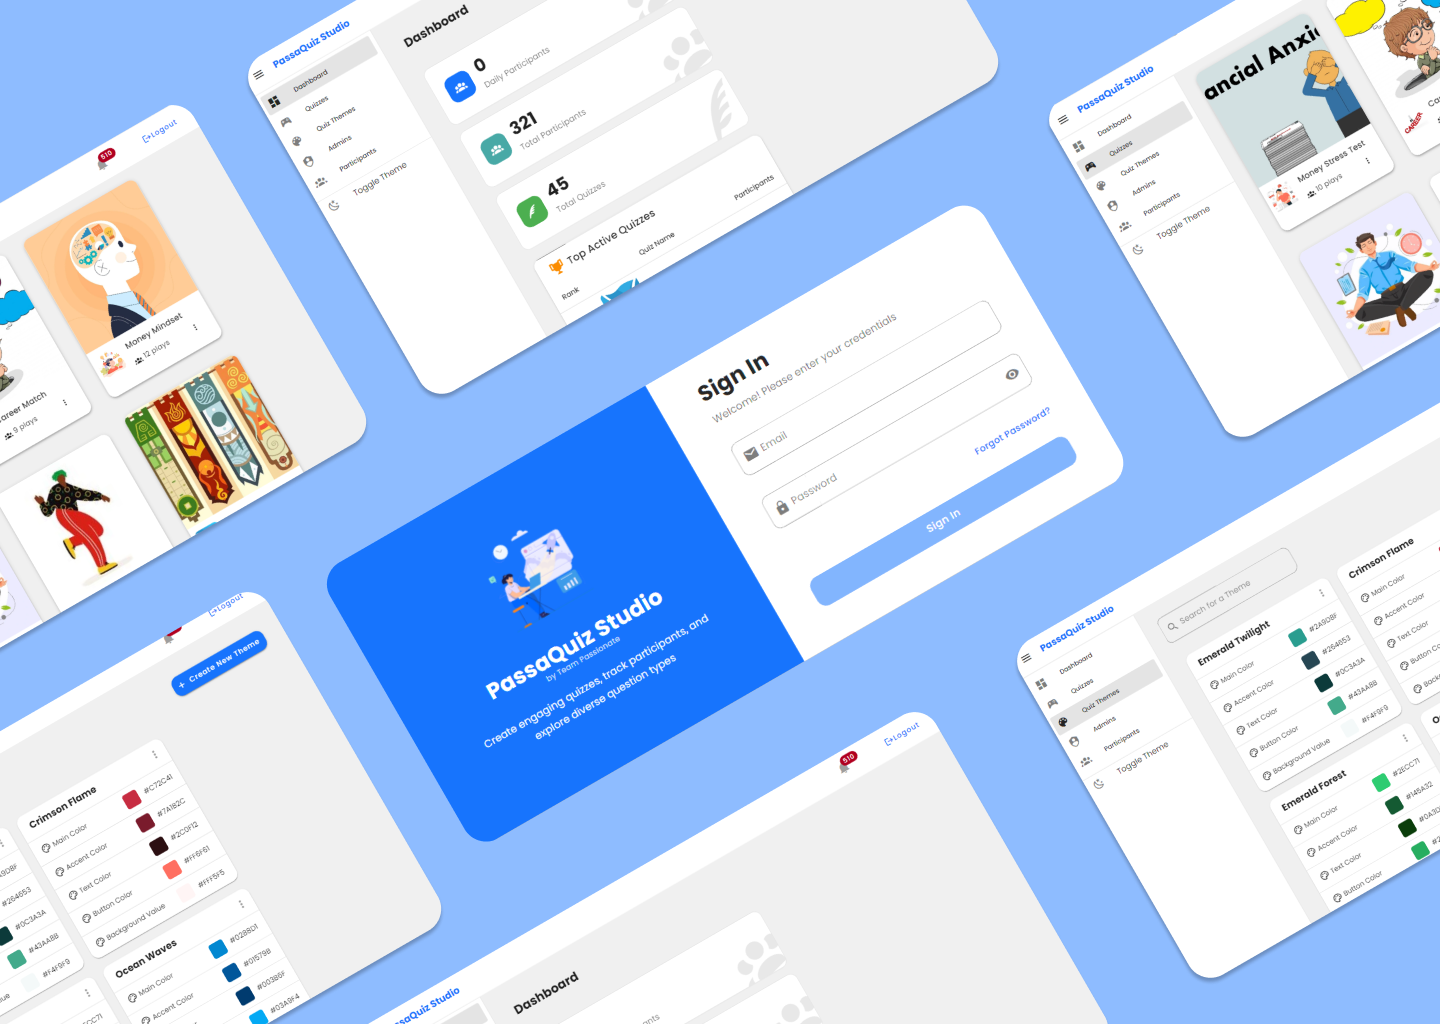 PassaQuiz Studio
Dashboard
Quizzes
Quiz Themes
Admins
Participants
Toggle Theme
Dashboard
0
Daily Participants
321
Total Participants
45
Total Quizzes
Top Active Quizzes
Rank
Quiz Name
Participants
510
Logout
Money Mindset
12 plays
Career Match
9 plays
PassaQuiz Studio
Dashboard
Quizzes
Quiz Themes
Admins
Participants
Toggle Theme
ancial Anxi
Money Stress Test
10 plays
CAREER
Sign In
Welcome! Please enter your credentials
Email
Password
Forgot Password?
Sign In
PassaQuiz Studio
by Team Passionate
Create engaging quizzes, track participants, and
explore diverse question types
Logout
+ Create New Theme
Crimson Flame
Main Color
#C72C41
Accent Color
#7A1B2C
Text Color
#2C0F12
Button Color
#FF6F61
Background Value
#FFF5F5
#264653
#0C3A3A
#43AA8B
#F4F9F9
Ocean Waves
Main Color
#0288D1
Accent Color
#01579B
#003B6F
#03A9F4
PassaQuiz Studio
Dashboard
Quizzes
Quiz Themes
Admins
Participants
Toggle Theme
Search for a Theme
Emerald Twilight
Main Color
#2A9D8F
Accent Color
#264653
Text Color
#0C3A3A
Button Color
#43AA8B
Background Value
#F4F9F9
Crimson Flame
Main Color
Accent Color
Text Color
Button Co
Backg
Emerald Forest
Main Color
#2ECC71
Accent Color
#145A32
Text Color
Button Color
510
Logout
ssaQuiz Studio
Dashboard